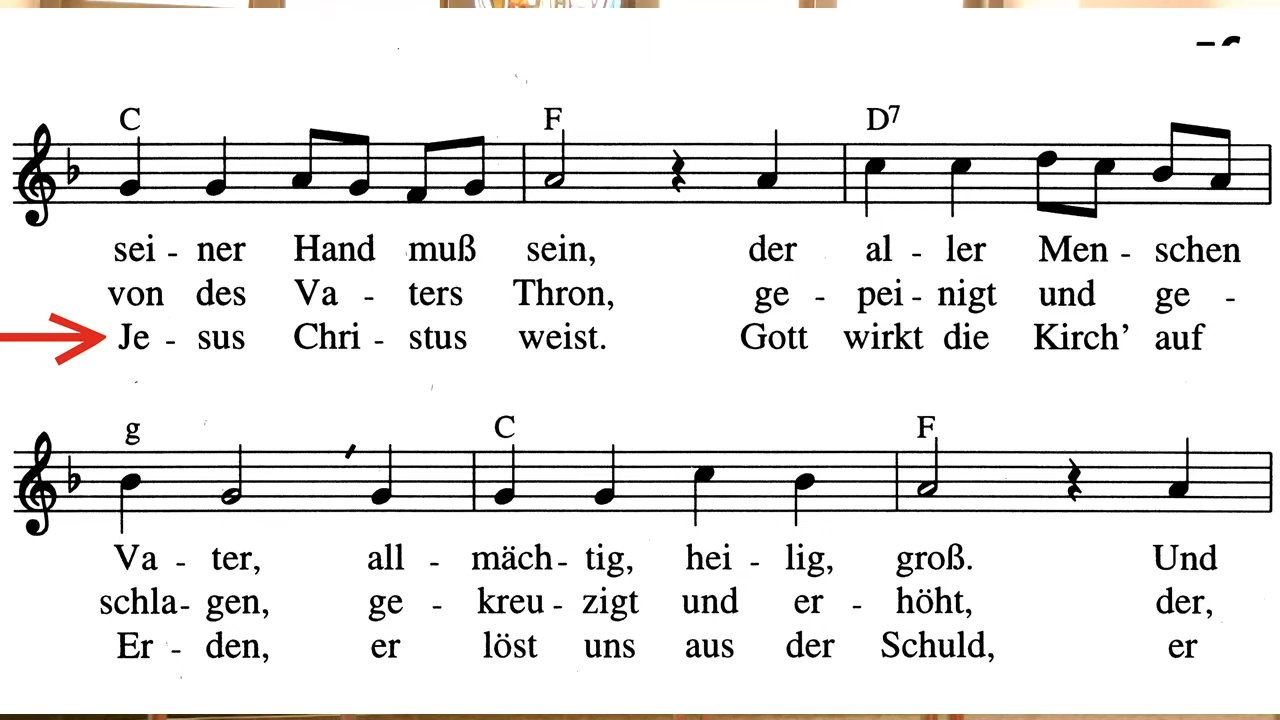 C F D7
sei - ner Hand muß sein, der al - ler Men - schen
von des Va - ters Thron, ge - pei - nigt und ge -
Je - sus Chri - stus weist. Gott wirkt die Kirch’ auf
g C F
Va - ter, all - mäch - tig, hei - lig, groß. Und
schla - gen, ge - kreu - zigt und er - höht, der,
Er - den, er löst uns aus der Schuld, er